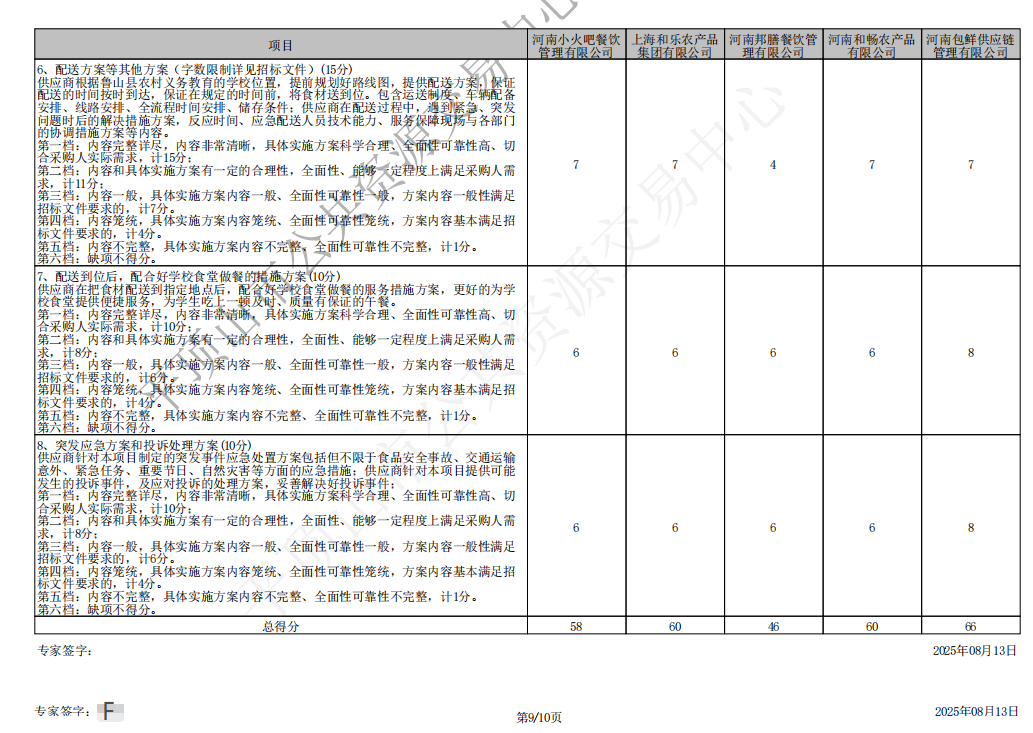 项目
河南小火吧餐饮
管理有限公司
上海和乐农产品
集团有限公司
河南邦膳餐饮管
理有限公司
河南和畅农产品
有限公司
河南包鲜供应链
管理有限公司
6、配送方案等其他方案（字数限制详见招标文件）(15分)
供应商根据鲁山县农村义务教育的学校位置，提前规划好路线图，提供配送方案，保证
配送的时间按时到达，保证在规定的时间前，将食材送到位。包含运送制度、车辆配备
安排、线路安排、全流程时间安排、储存条件；供应商在配送过程中，遇到紧急、突发
问题时后的解决措施方案，反应时间、应急配送人员技术能力、服务保障现场与各部门
的协调措施方案等内容。
第一档：内容完整详尽，内容非常清晰，具体实施方案科学合理、全面性可靠性高、切
合采购人实际需求，计15分；
第二档：内容和具体实施方案有一定的合理性，全面性、能够一定程度上满足采购人需
求，计11分；
第三档：内容一般，具体实施方案内容一般、全面性可靠性一般，方案内容一般性满足
招标文件要求的，计7分。
第四档：内容笼统，具体实施方案内容笼统、全面性可靠性笼统，方案内容基本满足招
标文件要求的，计4分。
第五档：内容不完整，具体实施方案内容不完整、全面性可靠性不完整，计1分。
第六档：缺项不得分。
7
7
4
7
7
7、配送到位后，配合好学校食堂做餐的措施方案(10分)
供应商在把食材配送到指定地点后，配合好学校食堂做餐的服务措施方案，更好的为学
校食堂提供便捷服务，为学生吃上一顿及时、质量有保证的午餐。
第一档：内容完整详尽，内容非常清晰，具体实施方案科学合理、全面性可靠性高、切
合采购人实际需求，计10分；
第二档：内容和具体实施方案有一定的合理性，全面性、能够一定程度上满足采购人需
求，计8分；
第三档：内容一般，具体实施方案内容一般、全面性可靠性一般，方案内容一般性满足
招标文件要求的，计6分。
第四档：内容笼统，具体实施方案内容笼统、全面性可靠性笼统，方案内容基本满足招
标文件要求的，计4分。
第五档：内容不完整，具体实施方案内容不完整、全面性可靠性不完整，计1分。
第六档：缺项不得分。
6
6
6
6
8
8、突发应急方案和投诉处理方案(10分)
供应商针对本项目制定的突发事件应急处置方案包括但不限于食品安全事故、交通运输
意外、紧急任务、重要节日、自然灾害等方面的应急措施；供应商针对本项目提供可能
发生的投诉事件，及应对投诉的处理方案，妥善解决好投诉事件；
第一档：内容完整详尽，内容非常清晰，具体实施方案科学合理、全面性可靠性高、切
合采购人实际需求，计10分；
第二档：内容和具体实施方案有一定的合理性，全面性、能够一定程度上满足采购人需
求，计8分；
第三档：内容一般，具体实施方案内容一般、全面性可靠性一般，方案内容一般性满足
招标文件要求的，计6分。
第四档：内容笼统，具体实施方案内容笼统、全面性可靠性笼统，方案内容基本满足招
标文件要求的，计4分。
第五档：内容不完整，具体实施方案内容不完整、全面性可靠性不完整，计1分。
第六档：缺项不得分。
6
6
6
6
8
总得分
58
60
46
60
66
专家签字：
2025年08月13日
专家签字：F
第9/10页
2025年08月13日
平顶山市公共资源交易中心
平顶山市公共资源交易中心